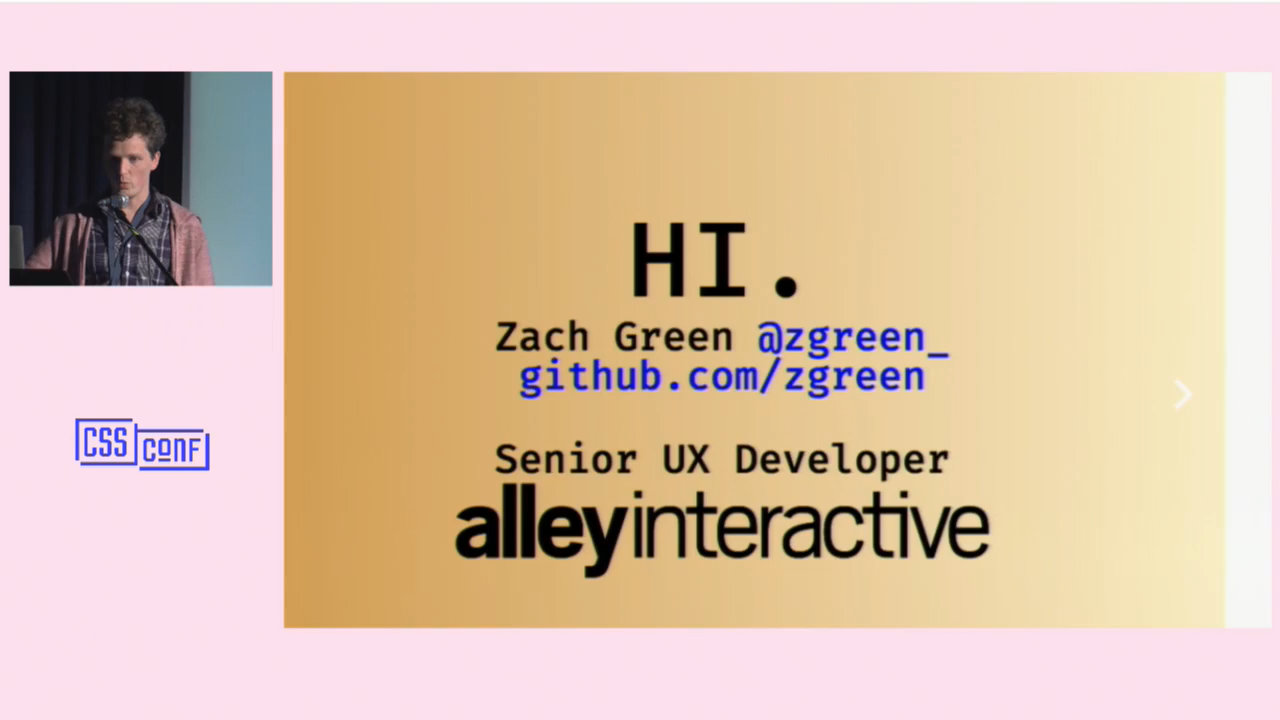 HI.
Zach Green @zgreen_
github.com/zgreen
Senior UX Developer
alleyinteractive
CSS
CONF